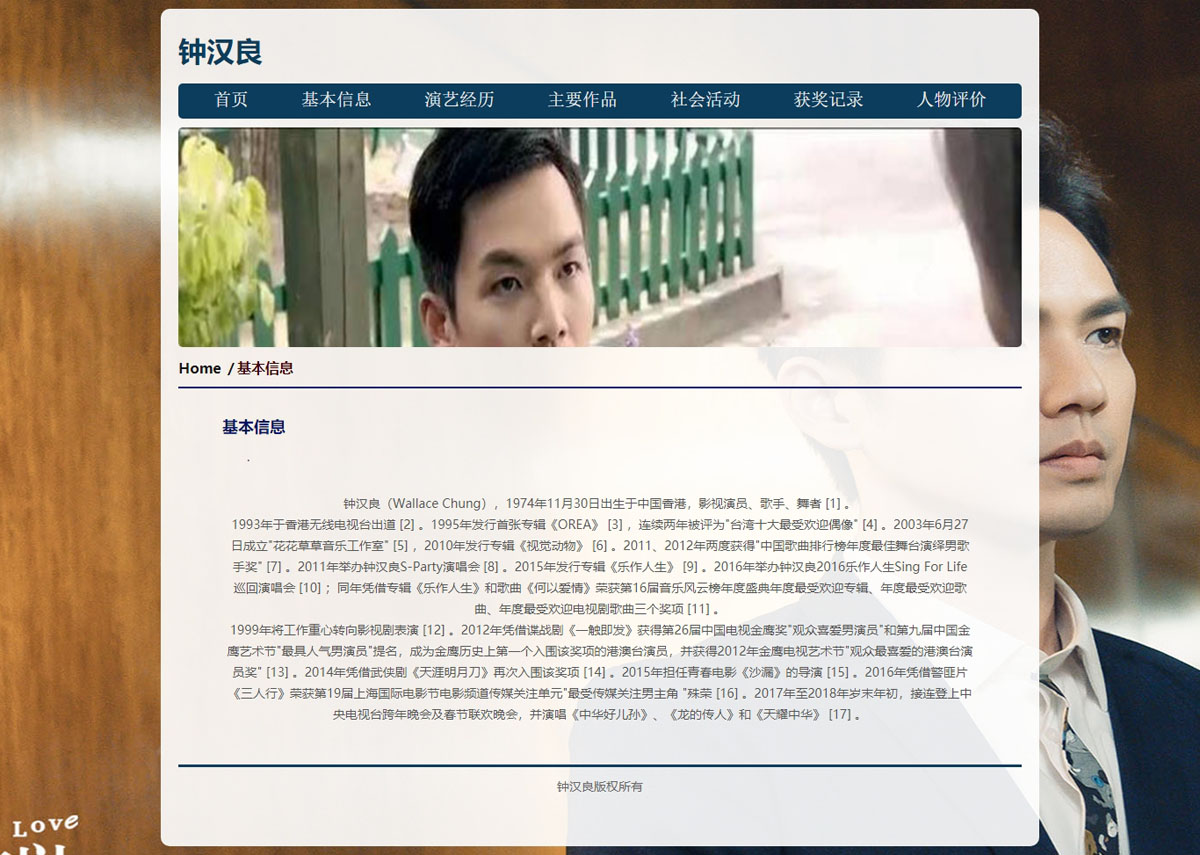 钟汉良
首页 基本信息 演艺经历 主要作品 社会活动 获奖记录 人物评价
Home / 基本信息
基本信息
.
钟汉良（Wallace Chung），1974年11月30日出生于中国香港，影视演员、歌手、舞者 [1] 。
1993年于香港无线电视台出道 [2] 。1995年发行首张专辑《OREA》 [3] ，连续两年被评为"台湾十大最受欢迎偶像" [4] 。2003年6月27
日成立"花花草草音乐工作室" [5] ，2010年发行专辑《视觉动物》 [6] 。2011、2012年两度获得"中国歌曲排行榜年度最佳舞台演绎男歌
手奖" [7] 。2011年举办钟汉良S-Party演唱会 [8] 。2015年发行专辑《乐作人生》 [9] 。2016年举办钟汉良2016乐作人生Sing For Life
巡回演唱会 [10] ；同年凭借专辑《乐作人生》和歌曲《何以爱情》荣获第16届音乐风云榜年度盛典年度最受欢迎专辑、年度最受欢迎歌
曲、年度最受欢迎电视剧歌曲三个奖项 [11] 。
1999年将工作重心转向影视剧表演 [12] 。2012年凭借谍战剧《一触即发》获得第26届中国电视金鹰奖"观众喜爱男演员"和第九届中国金
鹰艺术节"最具人气男演员"提名，成为金鹰历史上第一个入围该奖项的港澳台演员，并获得2012年金鹰电视艺术节"观众最喜爱的港澳台演
员奖" [13] 。2014年凭借武侠剧《天涯明月刀》再次入围该奖项 [14] 。2015年担任青春电影《沙漏》的导演 [15] 。2016年凭借警匪片
《三人行》荣获第19届上海国际电影节电影频道传媒关注单元"最受传媒关注男主角 "殊荣 [16] 。2017年至2018年岁末年初，接连登上中
央电视台跨年晚会及春节联欢晚会，并演唱《中华好儿孙》、《龙的传人》和《天耀中华》 [17] 。
钟汉良版权所有
Love